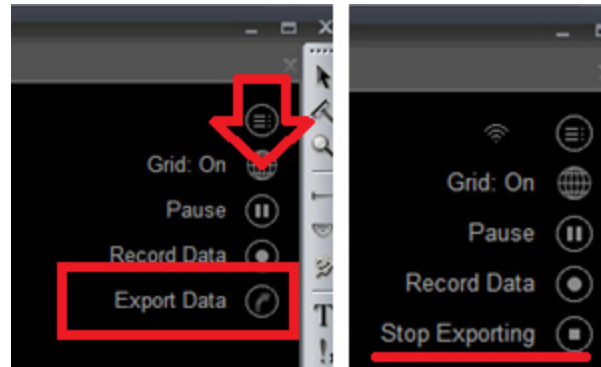 Grid: On
Pause
Record Data
Export Data
T
Grid: On
Pause
Record Data
Stop Exporting